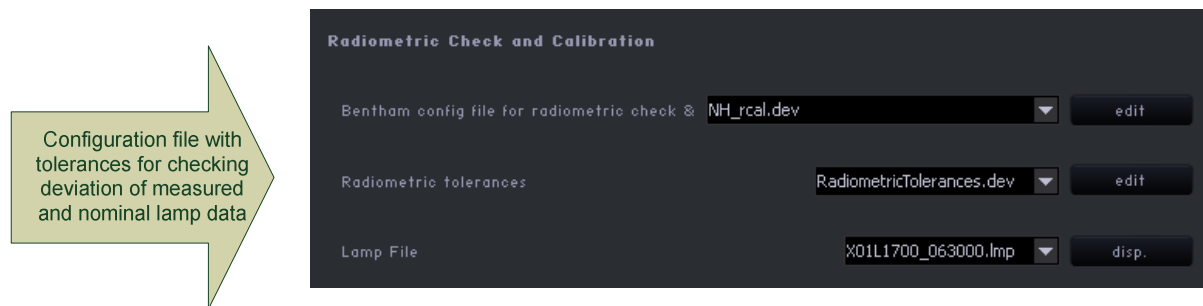 Configuration file with
tolerances for checking
deviation of measured
and nominal lamp data
Radiometric Check and Calibration
Bentham config file for radiometric check & NH_rcal.dev edit
Radiometric tolerances RadiometricTolerances.dev edit
Lamp File X01L1700_063000.lmp disp.